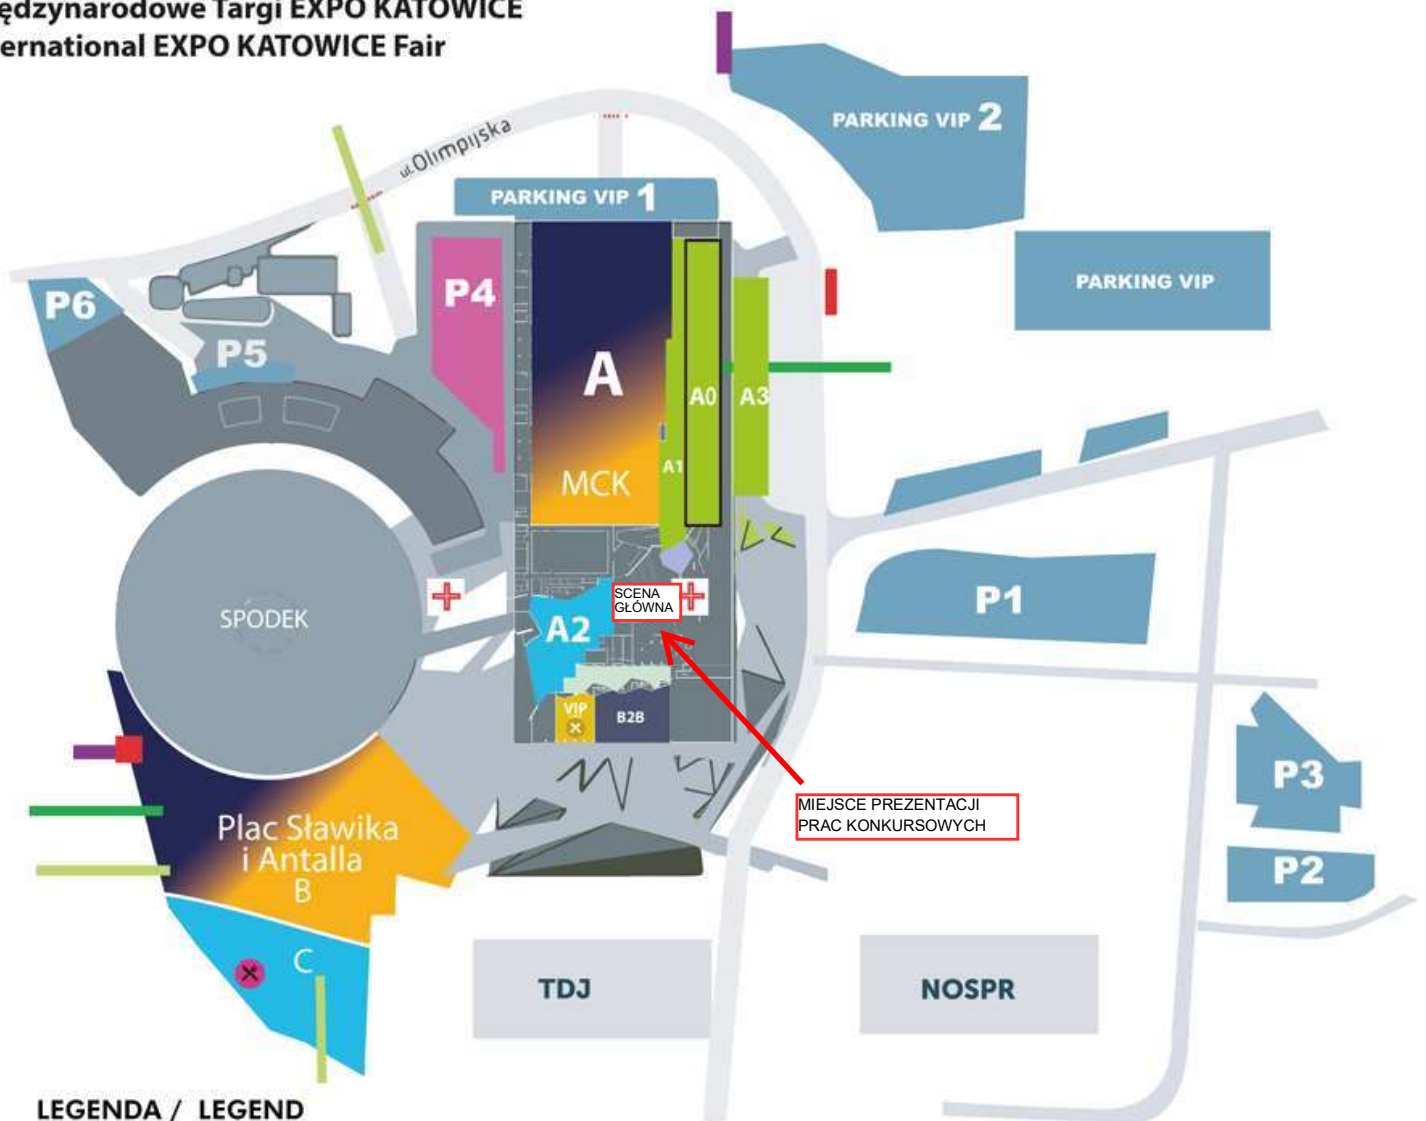 iędzynarodowe Targi EXPO KATOWICE
ernational EXPO KATOWICE Fair
PARKING VIP 2
ul.Olimpijska
PARKING VIP 1
PARKING VIP
P6
P4
P5
A
A0
A3
A1
MCK
P1
SCENA
GŁÓWNA
SPODEK
A2
VIP
B2B
P3
MIEJSCE PREZENTACJI
PRAC KONKURSOWYCH
Plac Sławika
i Antalla
B
P2
C
TDJ
NOSPR
LEGENDA / LEGEND